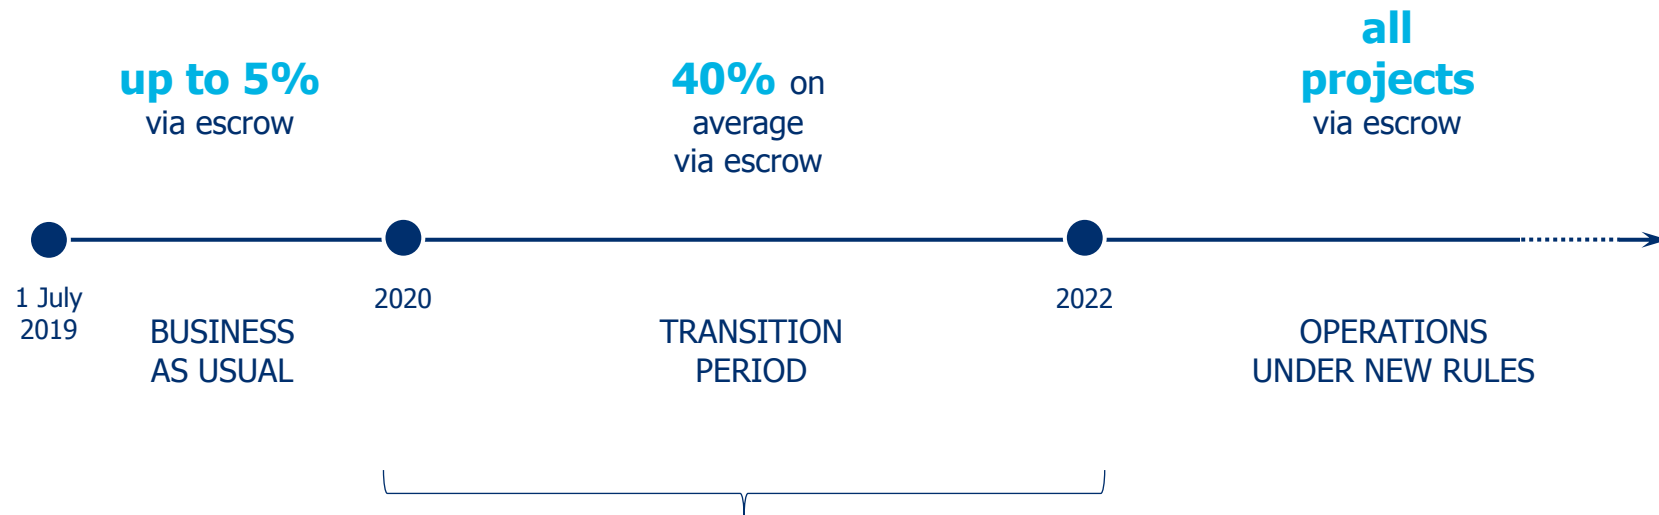 up to 5%
via escrow
40% on
average
via escrow
all
projects
via escrow
1 July
2019
2020
2022
BUSINESS
AS USUAL
TRANSITION
PERIOD
OPERATIONS
UNDER NEW RULES